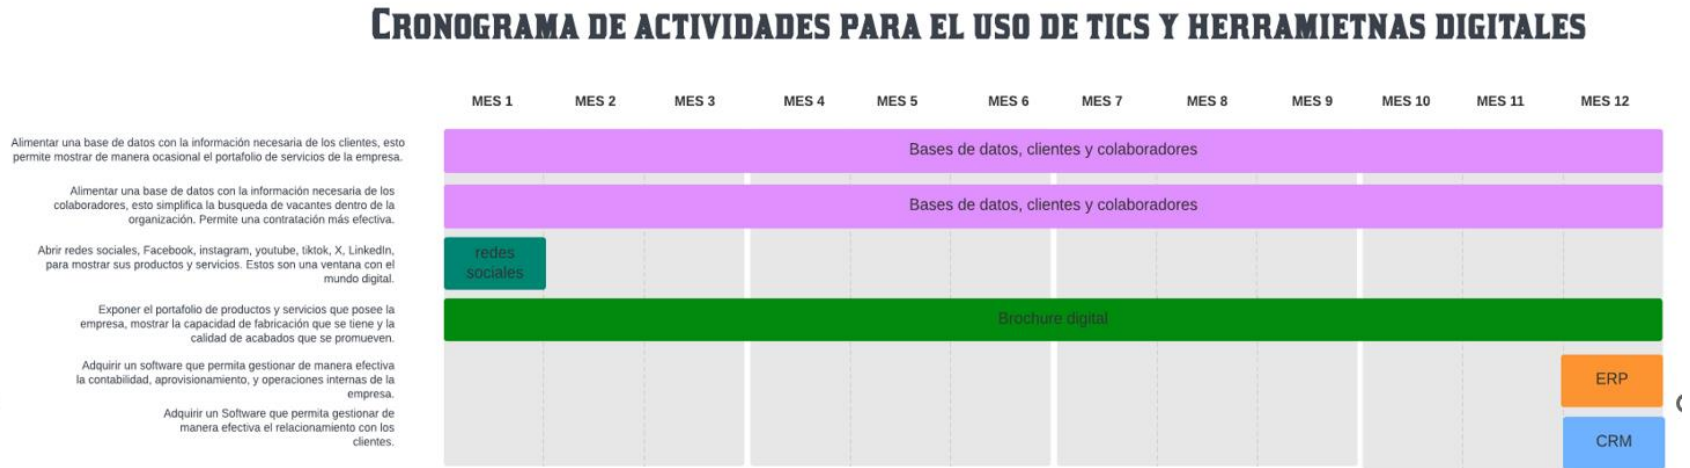 CRONOGRAMA DE ACTIVIDADES PARA EL USO DE TICS Y HERRAMIETNAS DIGITALES
MES 1 MES 2 MES 3 MES 4 MES 5 MES 6 MES 7 MES 8 MES 9 MES 10 MES 11 MES 12
Alimentar una base de datos con la información necesaria de los clientes, esto
permite mostrar de manera ocasional el portafolio de servicios de la empresa.
Bases de datos, clientes y colaboradores
Alimentar una base de datos con la información necesaria de los
colaboradores, esto simplifica la busqueda de vacantes dentro de la
organización. Permite una contratación más efectiva.
Bases de datos, clientes y colaboradores
Abrir redes sociales, Facebook, instagram, youtube, tiktok, X, LinkedIn,
para mostrar sus productos y servicios. Estos son una ventana con el
mundo digital.
redes
sociales
Exponer el portafolio de productos y servicios que posee la
empresa, mostrar la capacidad de fabricación que se tiene y la
calidad de acabados que se promueven.
Brochure digital
Adquirir un software que permita gestionar de manera efectiva
la contabilidad, aprovisionamiento, y operaciones internas de la
empresa.
ERP
Adquirir un Software que permita gestionar de
manera efectiva el relacionamiento con los
clientes.
CRM